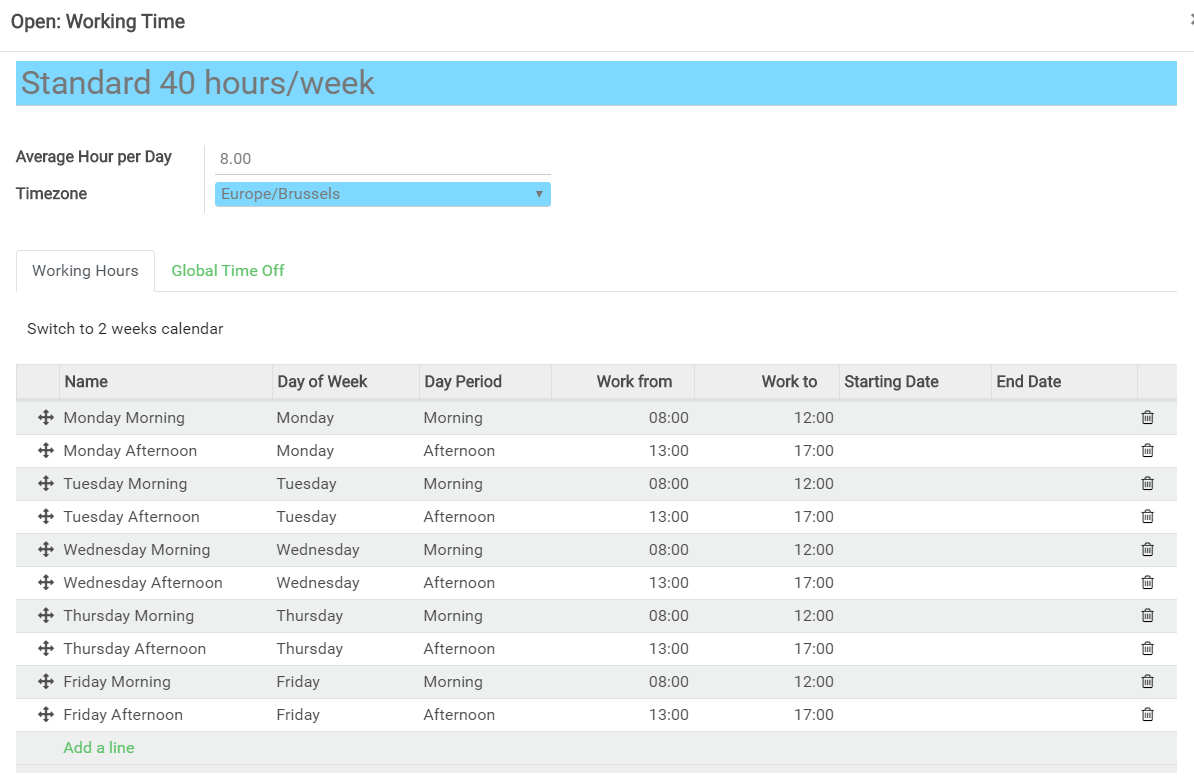 Open: Working Time
Standard 40 hours/week
Average Hour per Day 8.00
Timezone Europe/Brussels
Working Hours Global Time Off
Switch to 2 weeks calendar
Name Day of Week Day Period Work from Work to Starting Date End Date
Monday Morning Monday Morning 08:00 12:00
Monday Afternoon Monday Afternoon 13:00 17:00
Tuesday Morning Tuesday Morning 08:00 12:00
Tuesday Afternoon Tuesday Afternoon 13:00 17:00
Wednesday Morning Wednesday Morning 08:00 12:00
Wednesday Afternoon Wednesday Afternoon 13:00 17:00
Thursday Morning Thursday Morning 08:00 12:00
Thursday Afternoon Thursday Afternoon 13:00 17:00
Friday Morning Friday Morning 08:00 12:00
Friday Afternoon Friday Afternoon 13:00 17:00
Add a line